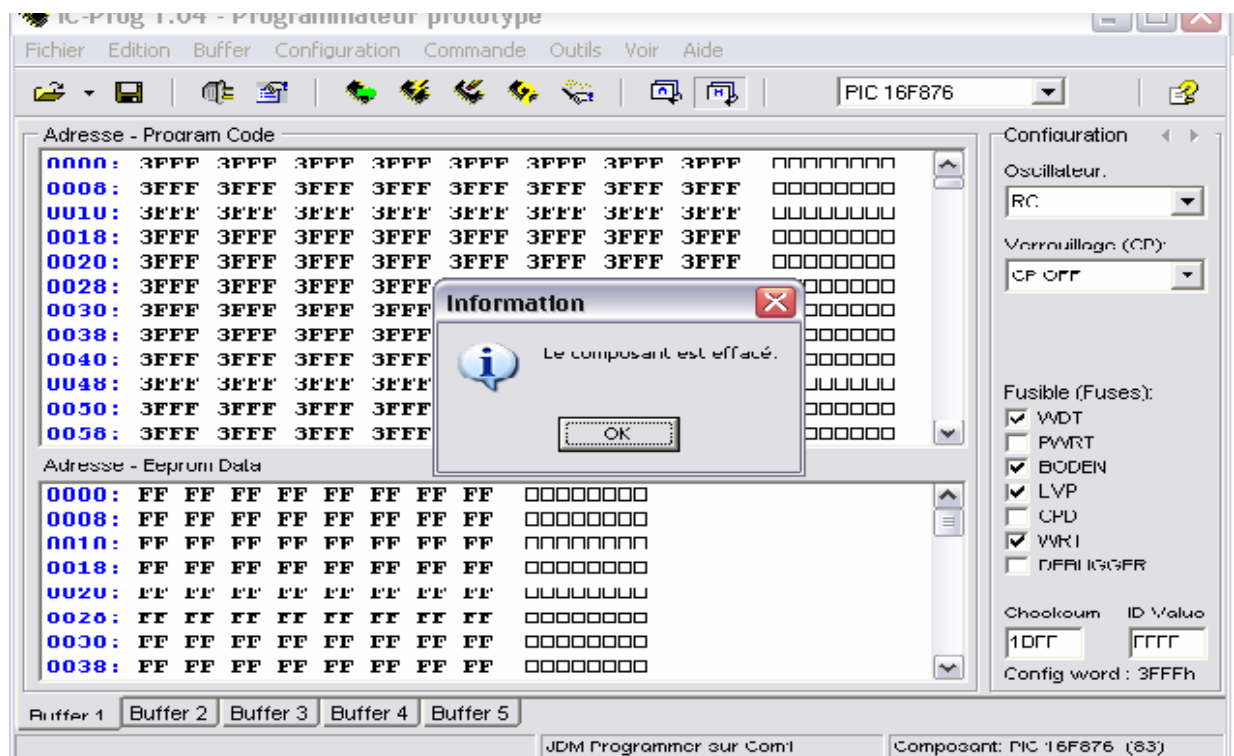 IC-Prog 1.04 - Programmateur prototype
Fichier Edition Buffer Configuration Commande Outils Voir Aide
PIC 16F876
Adresse - Program Code
0000: 3FFF 3FFF 3FFF 3FFF 3FFF 3FFF 3FFF 3FFF
0008: 3FFF 3FFF 3FFF 3FFF 3FFF 3FFF 3FFF 3FFF
0010: 3FFF 3FFF 3FFF 3FFF 3FFF 3FFF 3FFF 3FFF
0018: 3FFF 3FFF 3FFF 3FFF 3FFF 3FFF 3FFF 3FFF
0020: 3FFF 3FFF 3FFF 3FFF 3FFF 3FFF 3FFF 3FFF
0028: 3FFF 3FFF 3FFF 3FFF
0030: 3FFF 3FFF 3FFF 3FFF
0038: 3FFF 3FFF 3FFF 3FFF
0040: 3FFF 3FFF 3FFF 3FFF
0048: 3FFF 3FFF 3FFF 3FFF
0050: 3FFF 3FFF 3FFF 3FFF
0058: 3FFF 3FFF 3FFF 3FFF
Information
Le composant est effacé.
OK
Adresse - Eeprom Data
0000: FF FF FF FF FF FF FF FF
0008: FF FF FF FF FF FF FF FF
0010: FF FF FF FF FF FF FF FF
0018: FF FF FF FF FF FF FF FF
0020: FF FF FF FF FF FF FF FF
0028: FF FF FF FF FF FF FF FF
0030: FF FF FF FF FF FF FF FF
0038: FF FF FF FF FF FF FF FF
Configuration
Oscillateur:
RC
Verrouillage (CP):
CP OFF
Fusible (Fuses):
WDT
PWRT
BODEN
LVP
CPD
WRT
DEBUGGER
Checksum ID Value
1DFF FFFF
Config word : 3FFFh
Buffer 1 Buffer 2 Buffer 3 Buffer 4 Buffer 5
JDM Programmer sur Com1
Composant: PIC 16F876 (83)